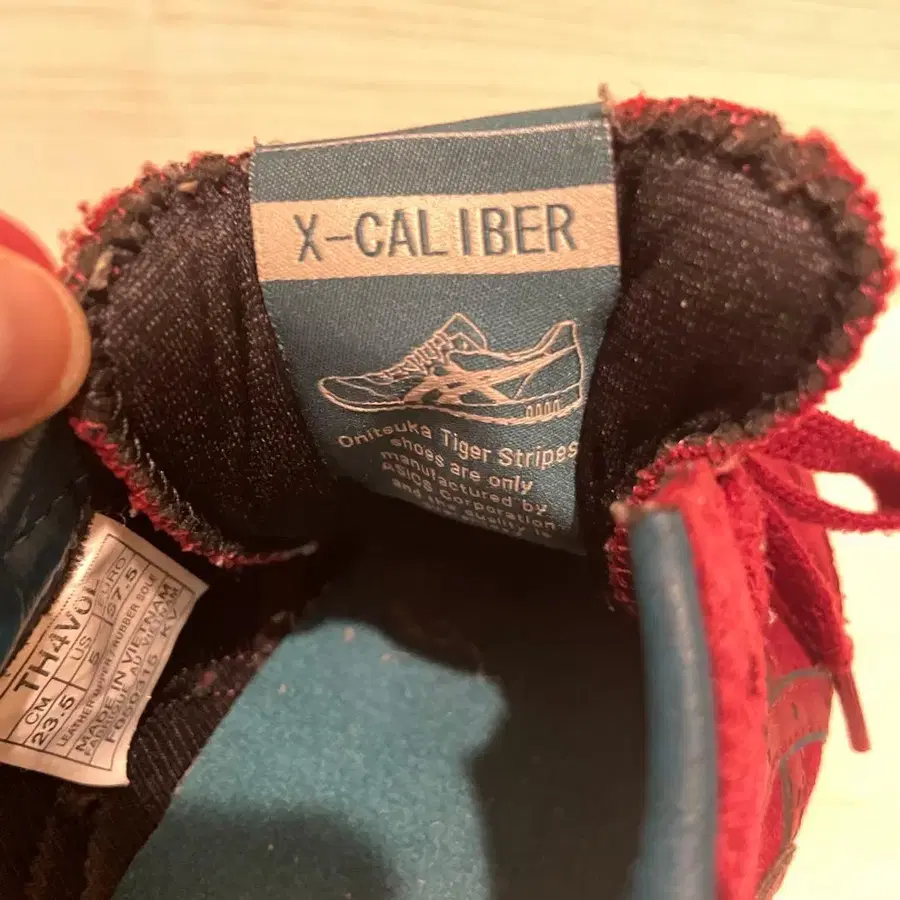 X-CALIBER
Onitsuka Tiger Stripes
shoes are only
manufactured by
ASICS Corporation
TH4V0L
CM US EURO
23.5 5 37.5
LEATHER UPPER RUBBER SOLE
MADE IN VIETNAM